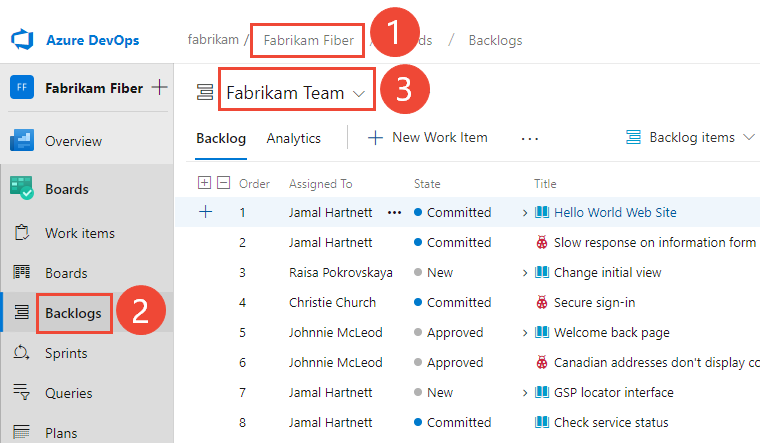 Azure DevOps
fabrikam / Fabrikam Fiber / ds / Backlogs
1
FF Fabrikam Fiber +
Fabrikam Team
3
Overview
Backlog Analytics + New Work Item ... Backlog items
Order Assigned To State Title
Boards
+ 1 Jamal Hartnett ... Committed > Hello World Web Site
Work items
2 Jamal Hartnett Committed Slow response on information form
Boards
3 Raisa Pokrovskaya New > Change initial view
Backlogs
2
4 Christie Church Committed Secure sign-in
Sprints
5 Johnnie McLeod Approved > Welcome back page
6 Johnnie McLeod Approved Canadian addresses don't display co
Queries
7 Jamal Hartnett New > GSP locator interface
Plans
8 Jamal Hartnett Committed Check service status